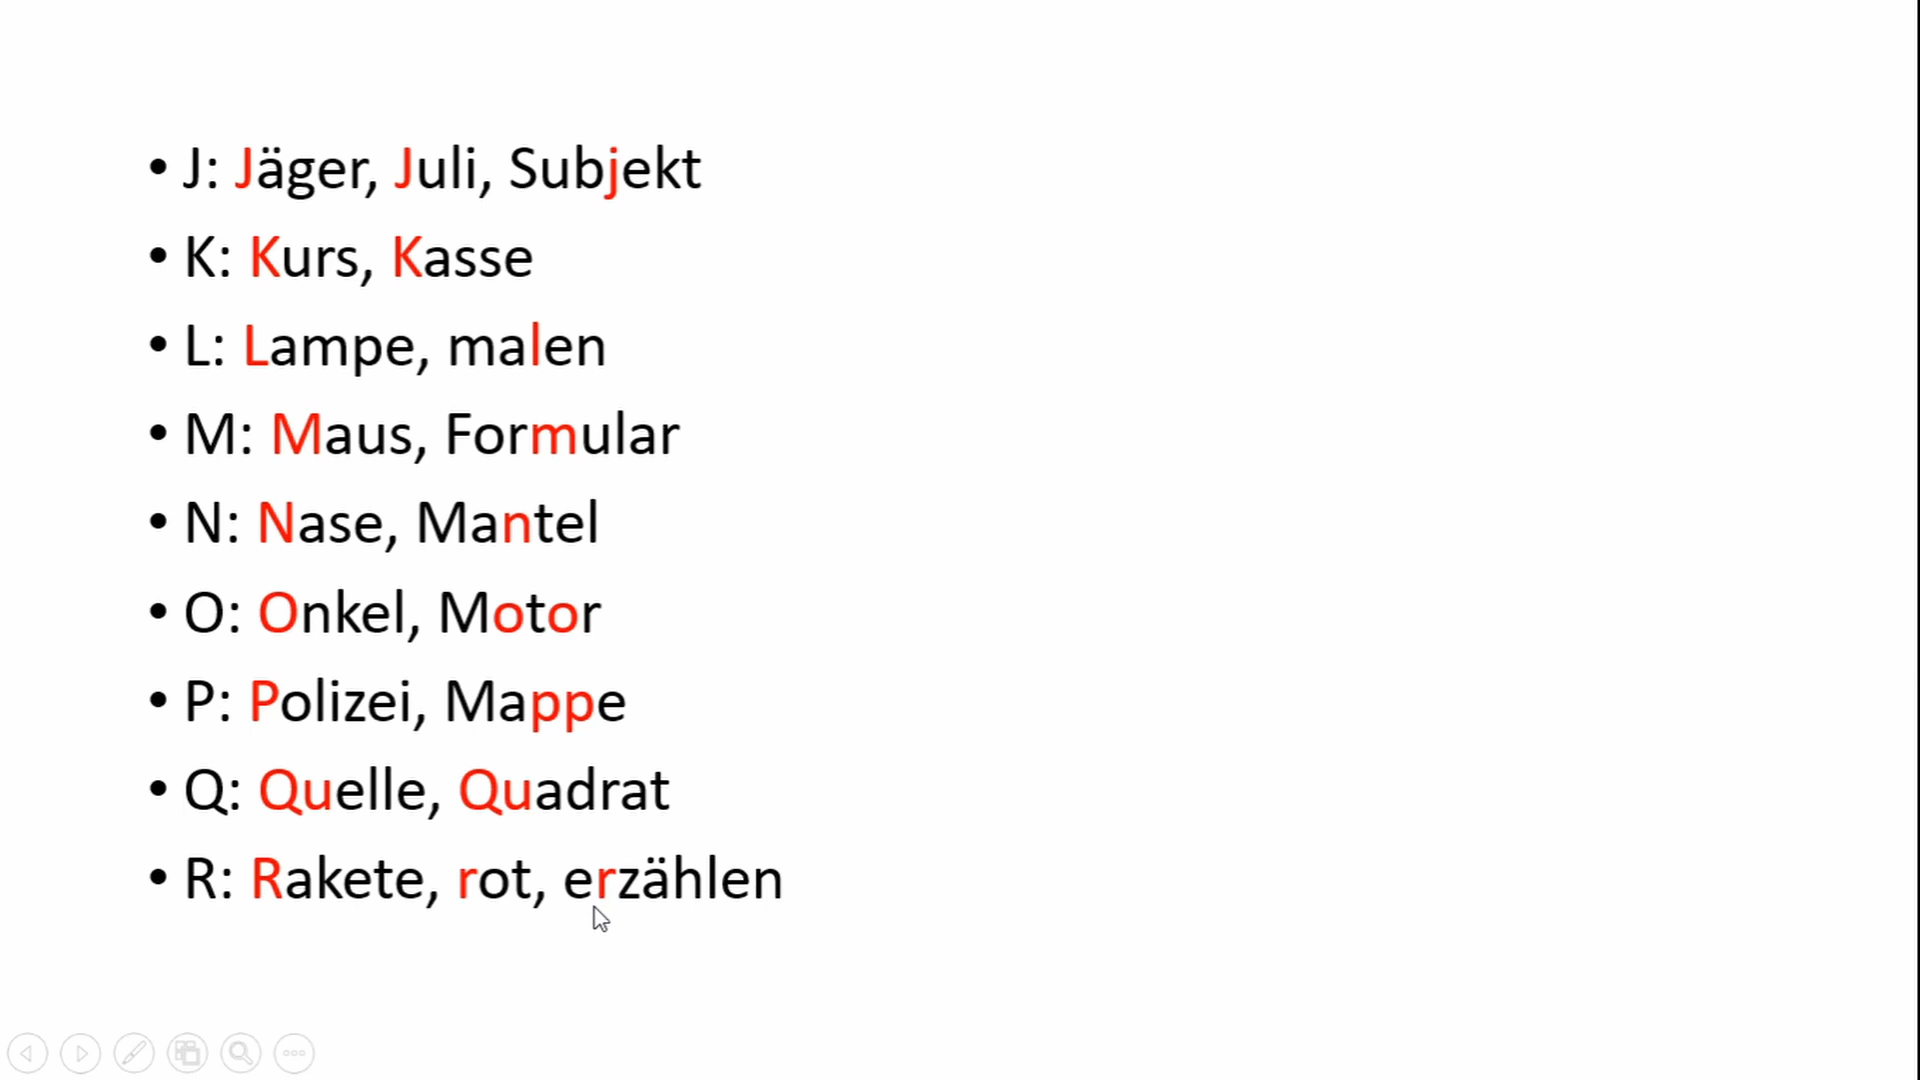 • J: Jäger, Juli, Subjekt
• K: Kurs, Kasse
• L: Lampe, malen
• M: Maus, Formular
• N: Nase, Mantel
• O: Onkel, Motor
• P: Polizei, Mappe
• Q: Quelle, Quadrat
• R: Rakete, rot, erzählen